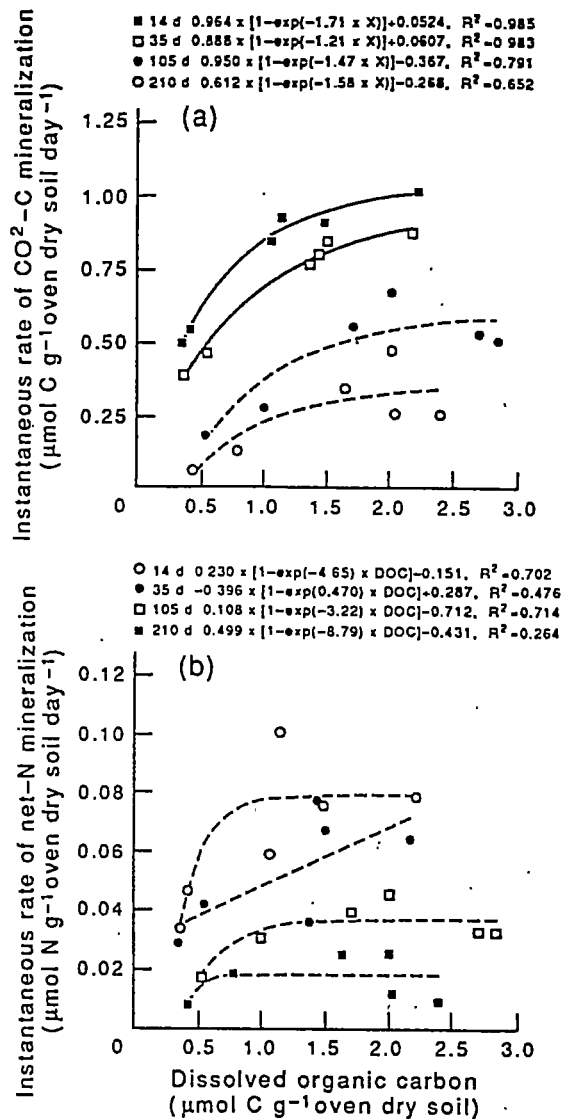 ■ 14 d 0.964 x [1-exp(-1.71 x X)]+0.0524, R²=0.985
□ 35 d 0.888 x [1-exp(-1.21 x X)]+0.0607, R²=0.983
● 105 d 0.950 x [1-exp(-1.47 x X)]-0.367, R²=0.791
○ 210 d 0.612 x [1-exp(-1.58 x X)]-0.268, R²=0.652
(a)
Instantaneous rate of CO²-C mineralization
(μmol C g⁻¹ oven dry soil day⁻¹)
1.25
1.00
0.75
0.50
0.25
0 0.5 1.0 1.5 2.0 2.5 3.0
○ 14 d 0.230 x [1-exp(-4.65) x DOC]-0.151, R²=0.702
● 35 d -0.396 x [1-exp(0.470) x DOC]+0.287, R²=0.476
□ 105 d 0.108 x [1-exp(-3.22) x DOC]-0.712, R²=0.714
■ 210 d 0.499 x [1-exp(-8.79) x DOC]-0.431, R²=0.264
(b)
Instantaneous rate of net-N mineralization
(μmol N g⁻¹ oven dry soil day⁻¹)
0.12
0.10
0.08
0.06
0.04
0.02
0 0.5 1.0 1.5 2.0 2.5 3.0
Dissolved organic carbon
(μmol C g⁻¹ oven dry soil)